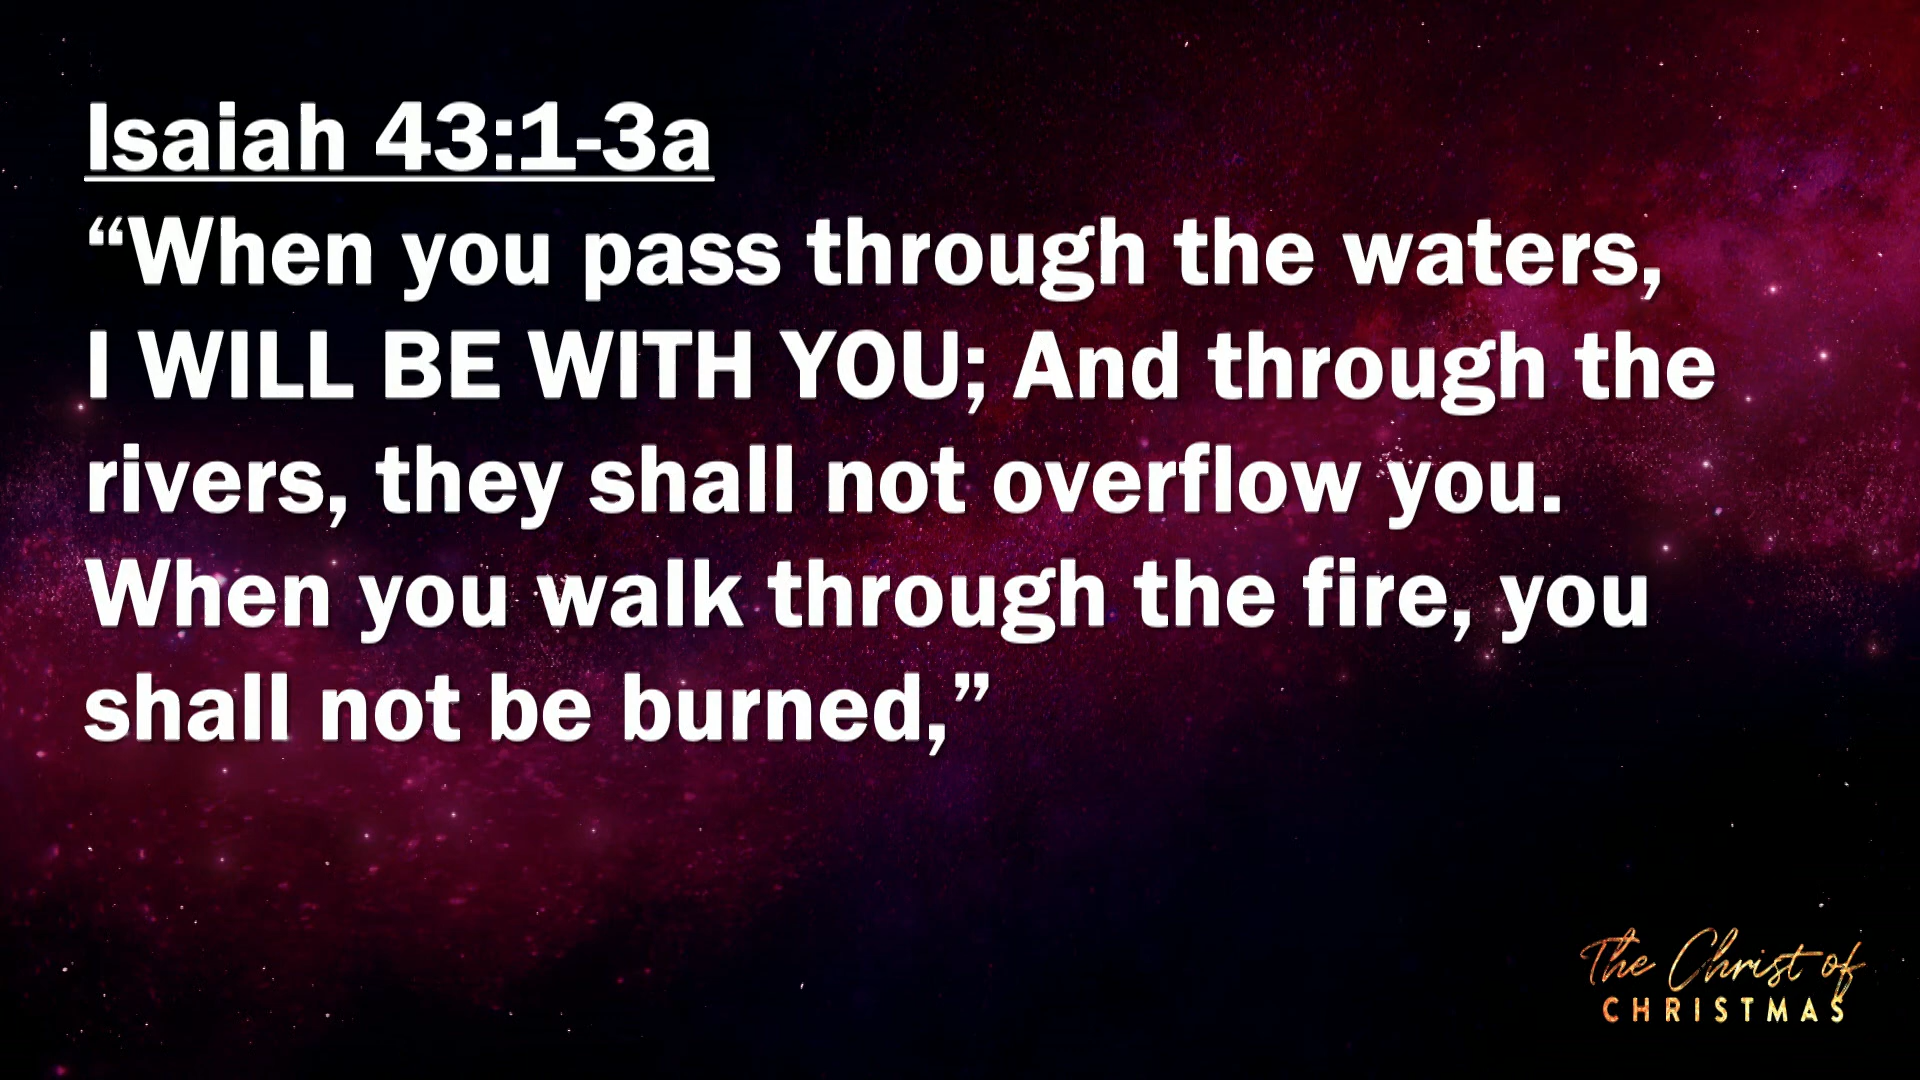 Isaiah 43:1-3a
“When you pass through the waters,
I WILL BE WITH YOU; And through the
rivers, they shall not overflow you.
When you walk through the fire, you
shall not be burned,”
The Christ of
CHRISTMAS